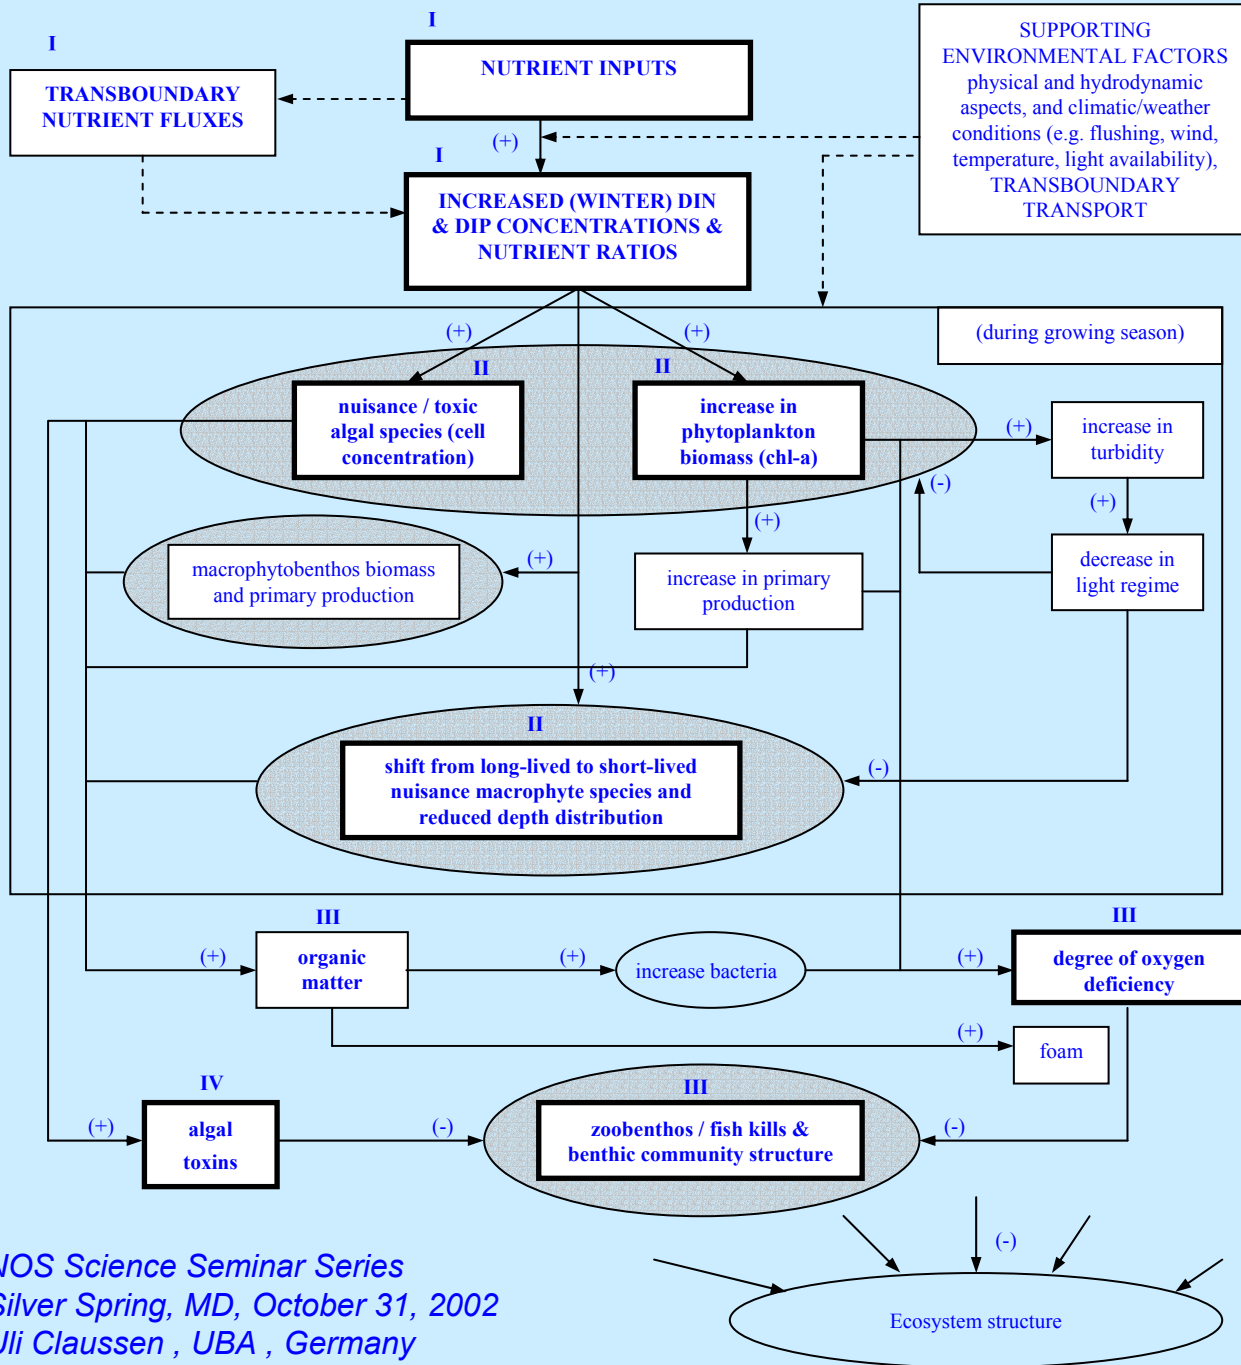 I
I
NUTRIENT INPUTS
TRANSBOUNDARY
NUTRIENT FLUXES
SUPPORTING
ENVIRONMENTAL FACTORS
physical and hydrodynamic
aspects, and climatic/weather
conditions (e.g. flushing, wind,
temperature, light availability),
TRANSBOUNDARY
TRANSPORT
(+)
I
INCREASED (WINTER) DIN
& DIP CONCENTRATIONS &
NUTRIENT RATIOS
(during growing season)
(+)
(+)
II
II
nuisance / toxic
algal species (cell
concentration)
increase in
phytoplankton
biomass (chl-a)
(+)
increase in
turbidity
(-)
(+)
(+)
(+)
macrophytobenthos biomass
and primary production
increase in primary
production
decrease in
light regime
(+)
II
shift from long-lived to short-lived
nuisance macrophyte species and
reduced depth distribution
(-)
III
III
(+)
organic
matter
(+)
increase bacteria
(+)
degree of oxygen
deficiency
(+)
foam
IV
III
(+)
algal
toxins
(-)
zoobenthos / fish kills &
benthic community structure
(-)
(-)
Ecosystem structure
NOS Science Seminar Series
Silver Spring, MD, October 31, 2002
Uli Claussen , UBA , Germany